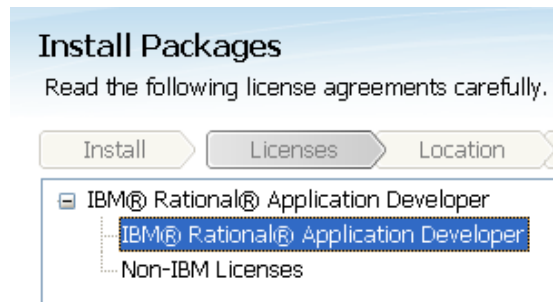 Install Packages
Read the following license agreements carefully.
Install Licenses Location
IBM® Rational® Application Developer
IBM® Rational® Application Developer
Non-IBM Licenses